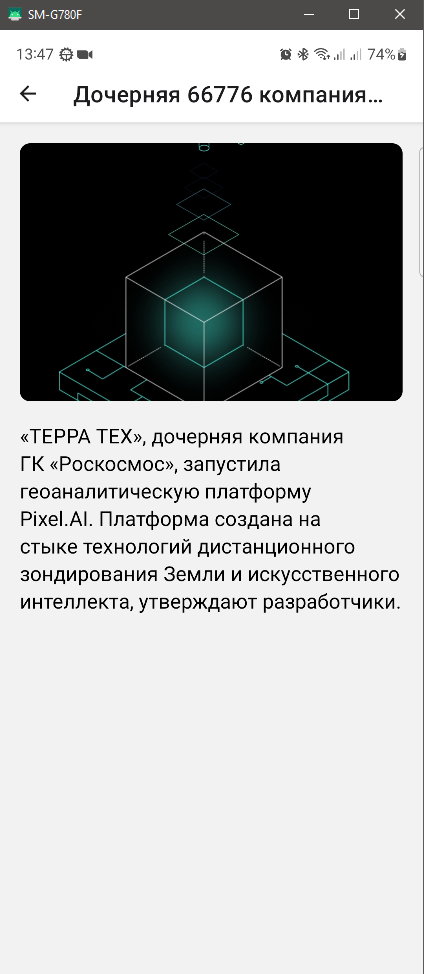 SM-G780F
13:47
74%
Дочерняя 66776 компания...
«ТЕРРА ТЕХ», дочерняя компания
ГК «Роскосмос», запустила
геоаналитическую платформу
Pixel.AI. Платформа создана на
стыке технологий дистанционного
зондирования Земли и искусственного
интеллекта, утверждают разработчики.